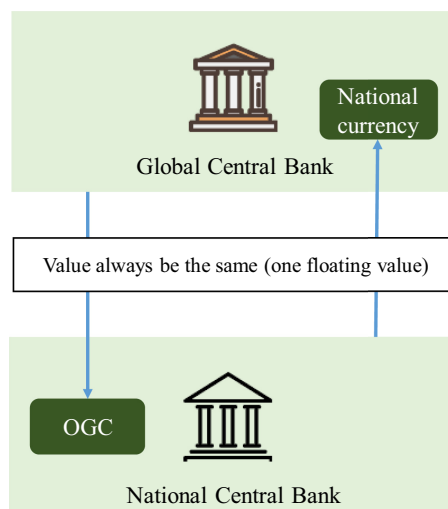 National
currency
Global Central Bank
Value always be the same (one floating value)
OGC
National Central Bank